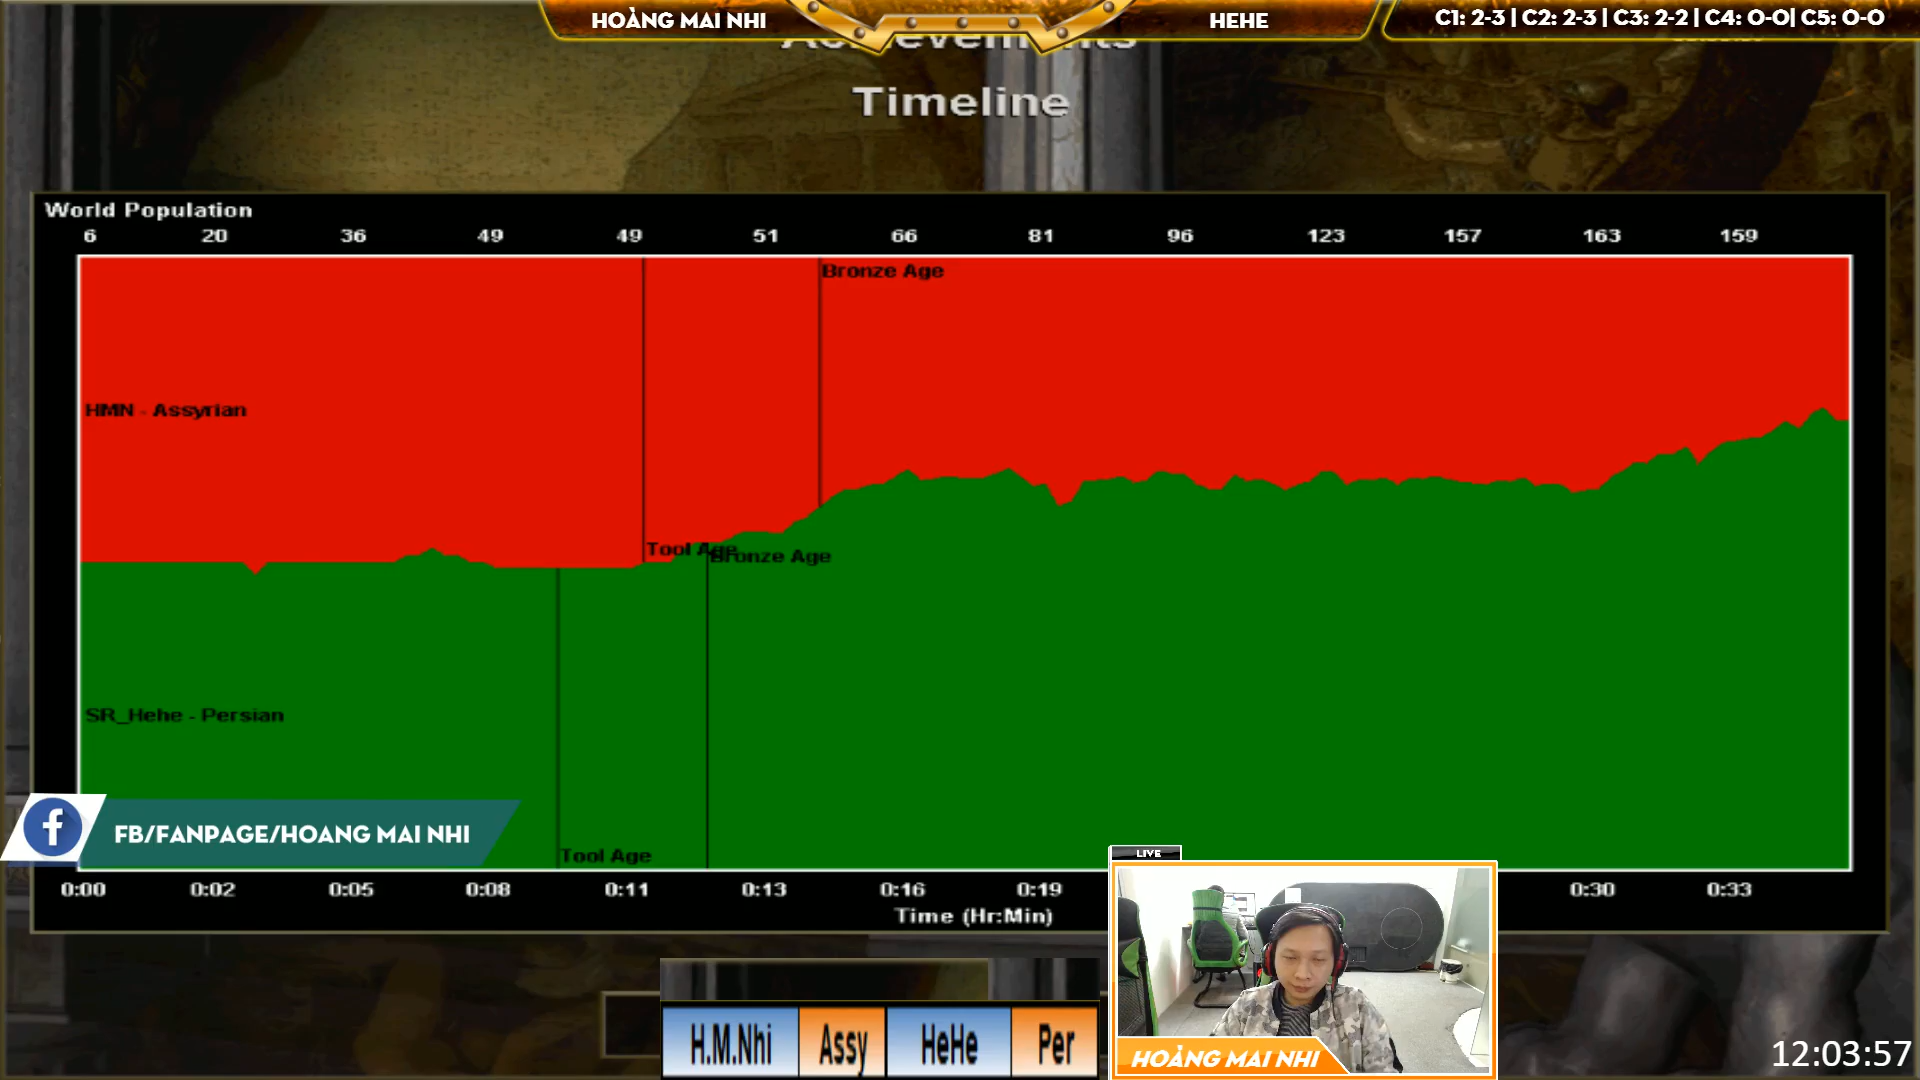 HOÀNG MAI NHI
HEHE
C1: 2-3 | C2: 2-3 | C3: 2-2 | C4: 0-0| C5: 0-0
Achievements
Timeline
World Population
6 20 36 49 49 51 66 81 96 123 157 163 159
Bronze Age
HMN - Assyrian
Tool Age
Bronze Age
SR_Hehe - Persian
FB/FANPAGE/HOANG MAI NHI
Tool Age
LIVE
0:00 0:02 0:05 0:08 0:11 0:13 0:16 0:19 0:30 0:33
Time (Hr:Min)
H.M.Nhi Assy HeHe Per
HOÀNG MAI NHI
12:03:57